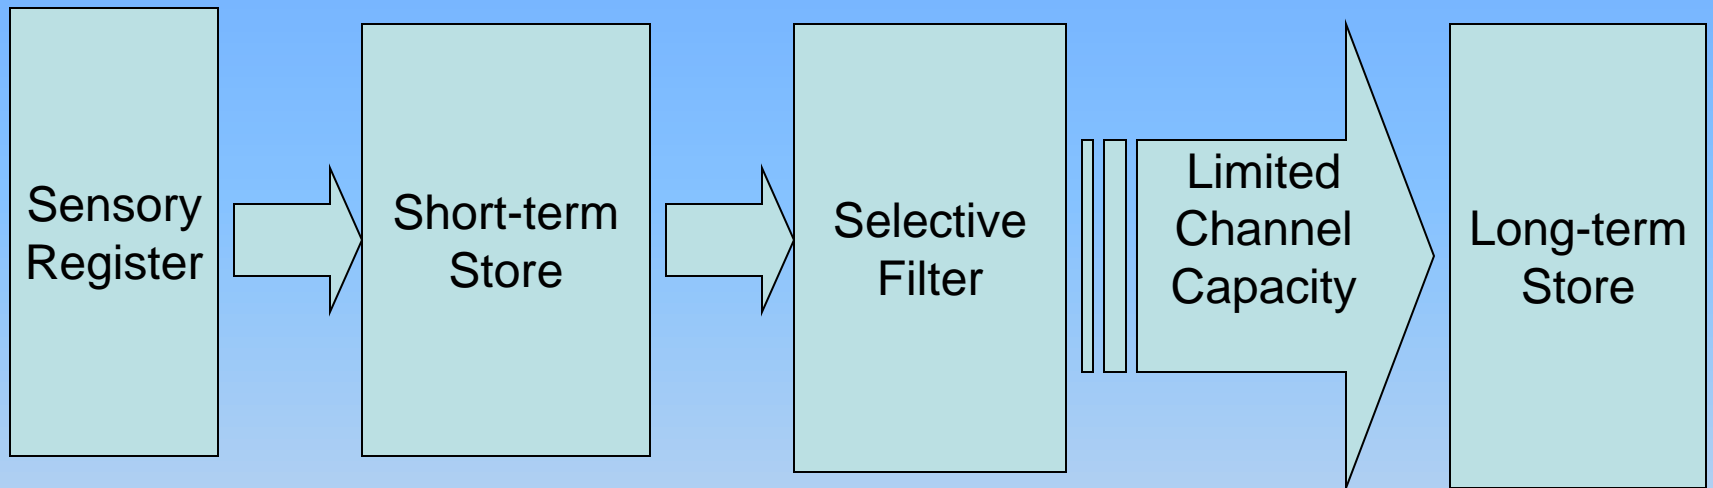 Sensory
Register
Short-term
Store
Selective
Filter
Limited
Channel
Capacity
Long-term
Store